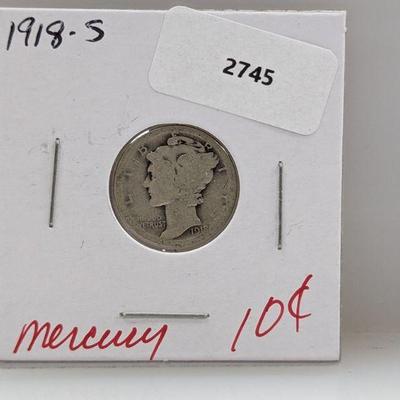 1918-S
2745
LIBERTY
IN GOD
WE TRUST
1918
mercury 10¢